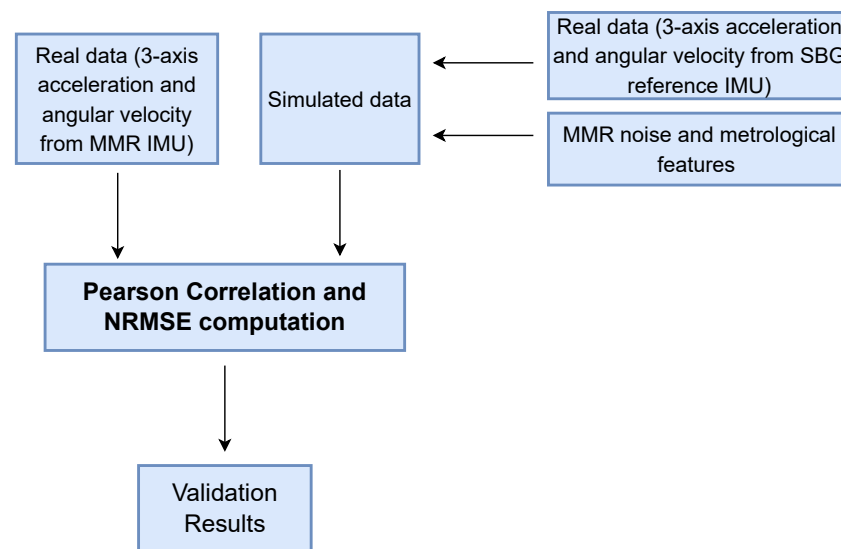 Real data (3-axis
acceleration and
angular velocity
from MMR IMU)
Simulated data
Real data (3-axis acceleration
and angular velocity from SBG
reference IMU)
MMR noise and metrological
features
Pearson Correlation and
NRMSE computation
Validation
Results